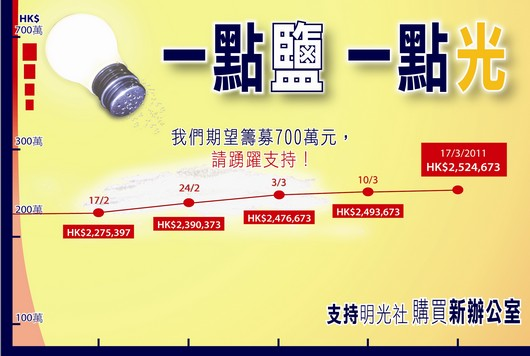 HK$
700萬
一點鹽 一點光
我們期望籌募700萬元，
請踴躍支持！
300萬
17/2
24/2
3/3
10/3
17/3/2011
HK$2,524,673
200萬
HK$2,275,397
HK$2,390,373
HK$2,476,673
HK$2,493,673
支持明光社 購買新辦公室
100萬